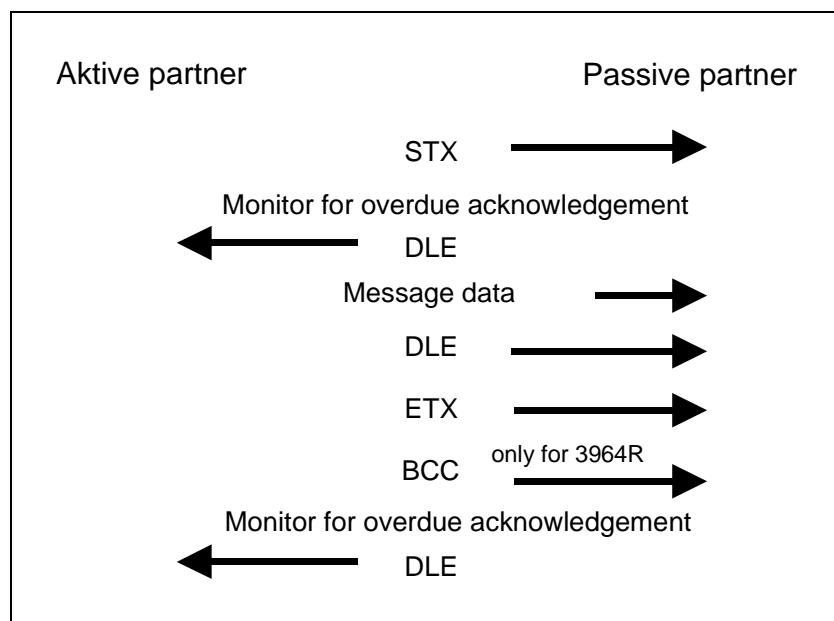 Aktive partner Passive partner
STX
Monitor for overdue acknowledgement
DLE
Message data
DLE
ETX
BCC only for 3964R
Monitor for overdue acknowledgement
DLE